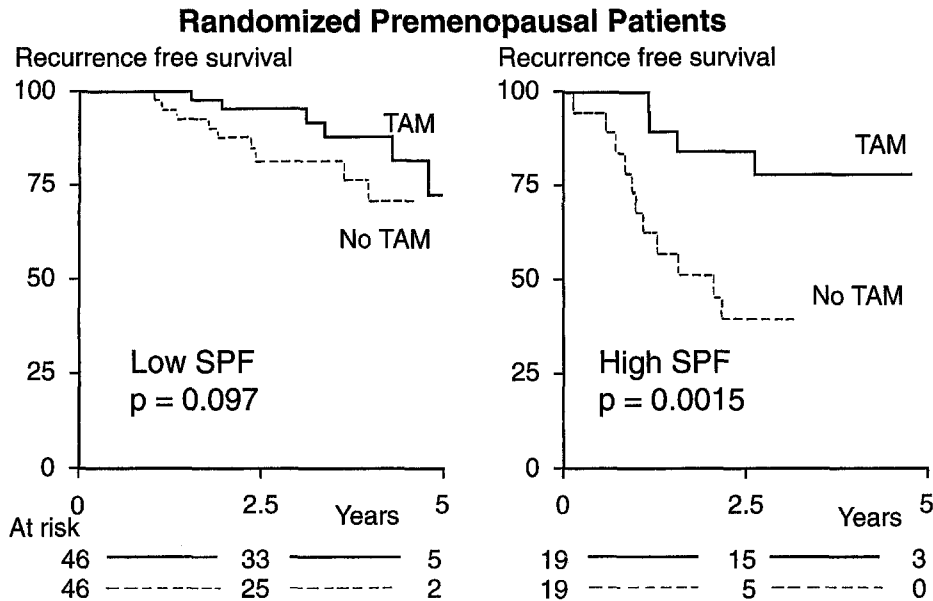 Randomized Premenopausal Patients
Recurrence free survival
100
75
50
25
0
TAM
No TAM
Low SPF
p = 0.097
0 2.5 Years 5
At risk
46 33 5
46 25 2
Recurrence free survival
100
75
50
25
0
TAM
No TAM
High SPF
p = 0.0015
0 2.5 Years 5
19 15 3
19 5 0